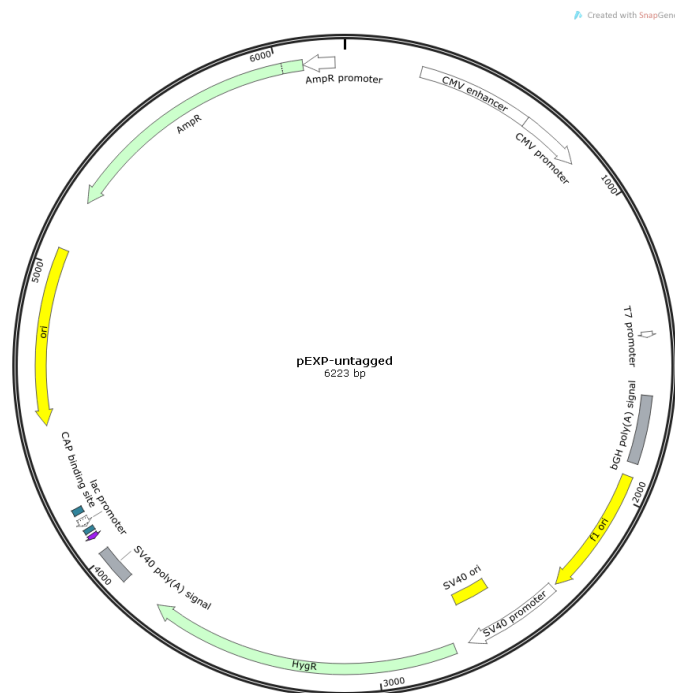 Created with SnapGene
6000
AmpR promoter
AmpR
CMV enhancer
CMV promoter
1000
5000
ori
T7 promoter
pEXP-untagged
6223 bp
bGH poly(A) signal
2000
f1 ori
CAP binding site
lac promoter
4000
SV40 poly(A) signal
SV40 ori
SV40 promoter
HygR
3000